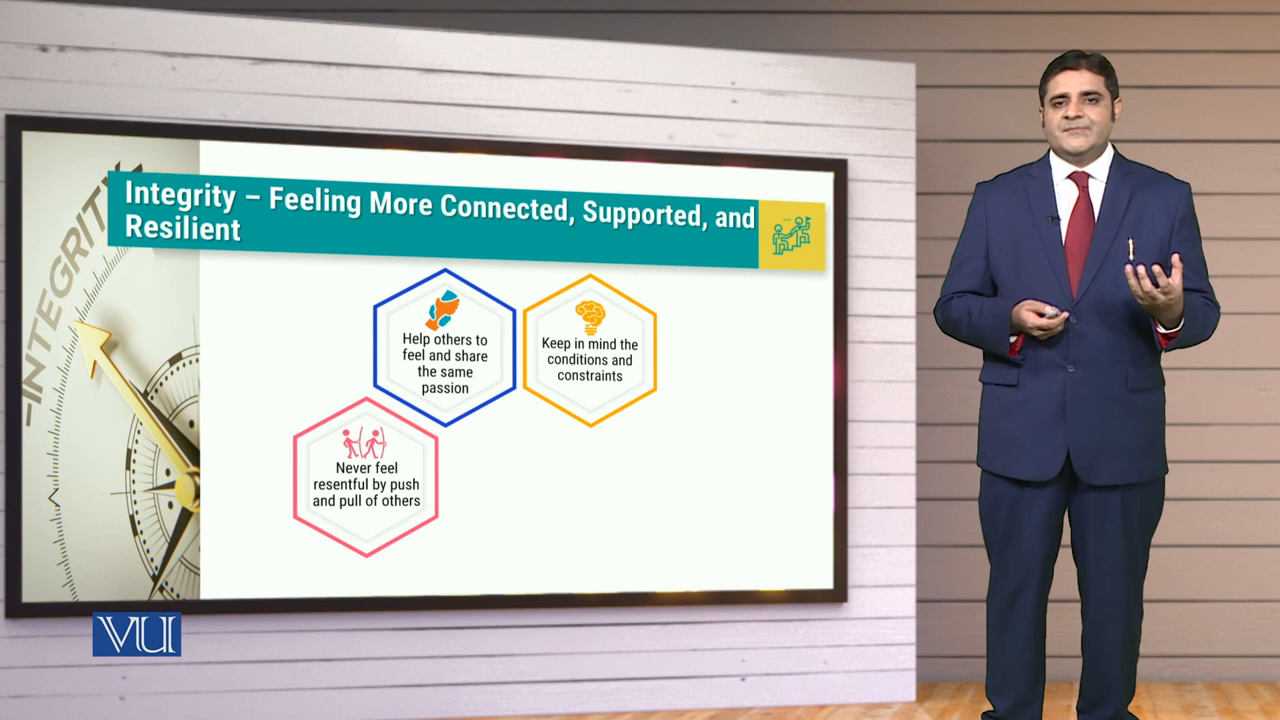 INTEGRITY
Integrity – Feeling More Connected, Supported, and
Resilient
Help others to
feel and share
the same
passion
Keep in mind the
conditions and
constraints
Never feel
resentful by push
and pull of others
VU